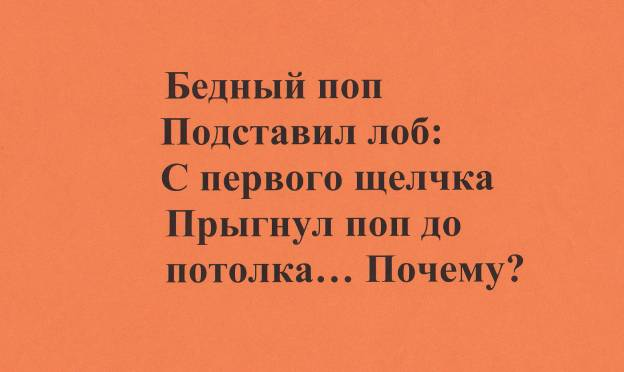 Бедный поп
Подставил лоб:
С первого щелчка
Прыгнул поп до
потолка… Почему?